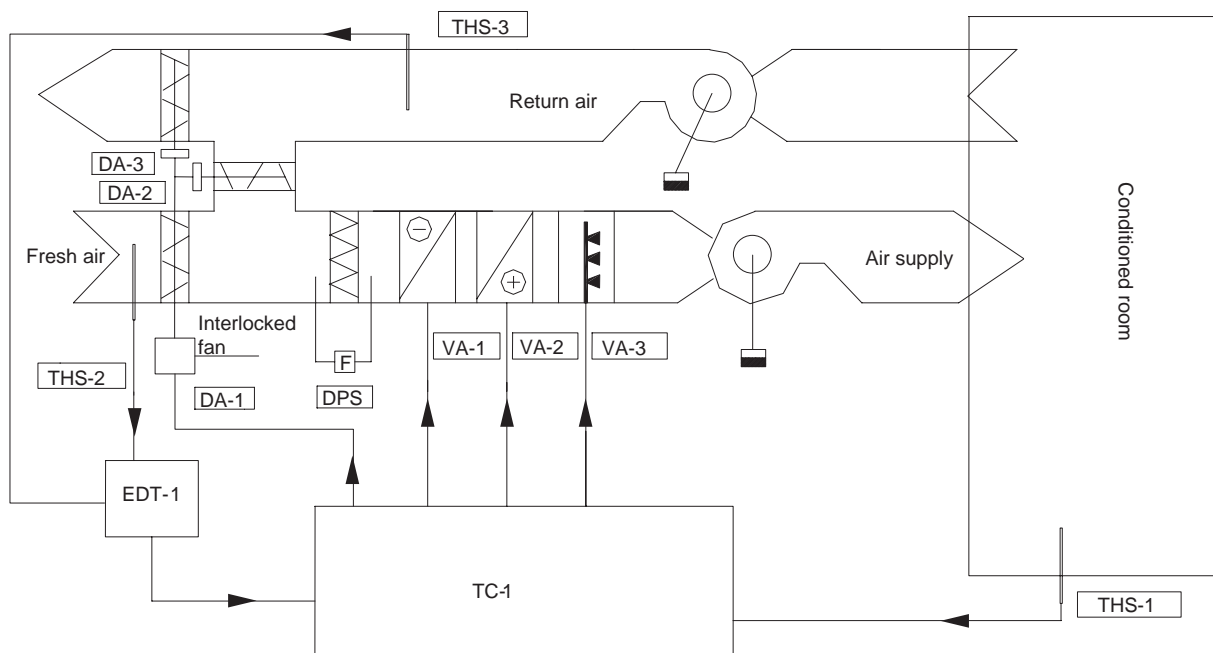 THS-3
Return air
DA-3
DA-2
Conditioned room
Fresh air
−
+
Air supply
Interlocked
fan
VA-1
VA-2
VA-3
F
THS-2
DA-1
DPS
EDT-1
TC-1
THS-1